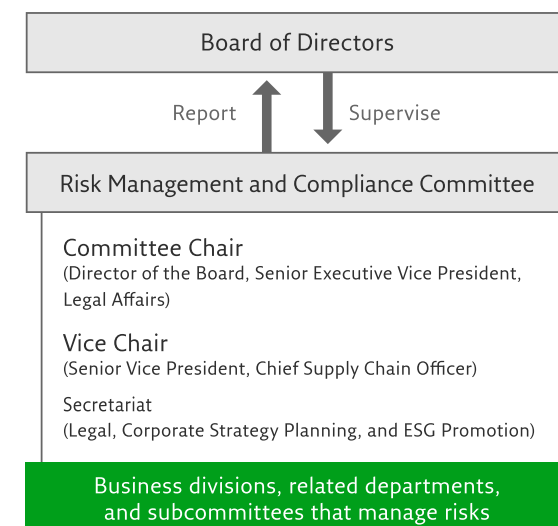 Board of Directors
Report
Supervise
Risk Management and Compliance Committee
Committee Chair
(Director of the Board, Senior Executive Vice President,
Legal Affairs)
Vice Chair
(Senior Vice President, Chief Supply Chain Officer)
Secretariat
(Legal, Corporate Strategy Planning, and ESG Promotion)
Business divisions, related departments,
and subcommittees that manage risks